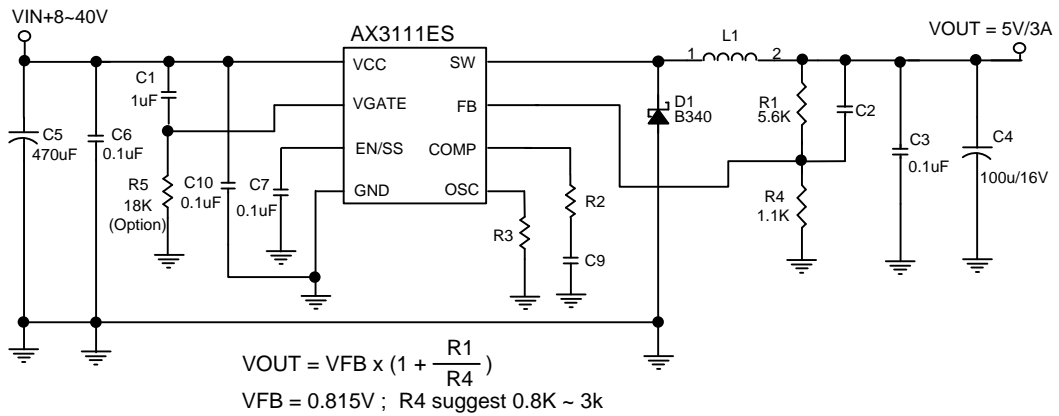 VIN+8~40V
AX3111ES
VOUT = 5V/3A
L1
1
2
VCC
SW
C1
1uF
VGATE
FB
D1
B340
R1
5.6K
C2
C5
470uF
C6
0.1uF
EN/SS
COMP
C3
0.1uF
C4
100u/16V
R5
18K
(Option)
C10
0.1uF
C7
0.1uF
GND
OSC
R2
R4
1.1K
R3
C9
VOUT = VFB x (1 + R1
R4 )
VFB = 0.815V ; R4 suggest 0.8K ~ 3k